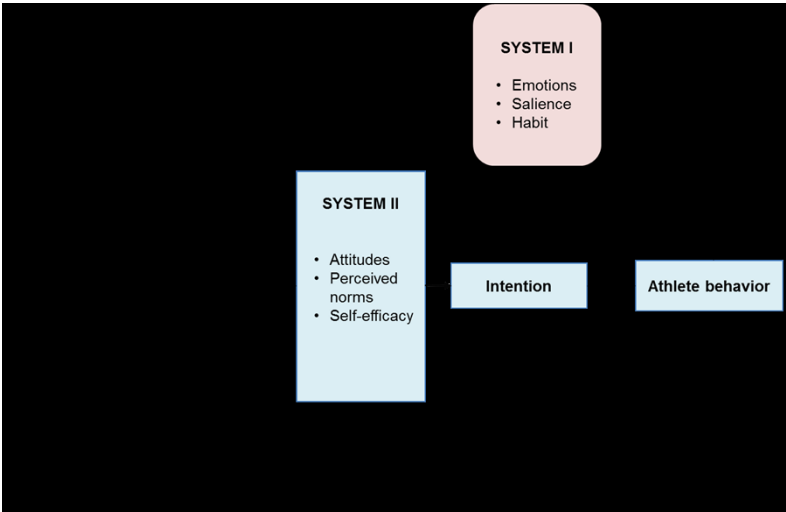 SYSTEM I
• Emotions
• Salience
• Habit
SYSTEM II
• Attitudes
• Perceived
norms
• Self-efficacy
Intention
Athlete behavior